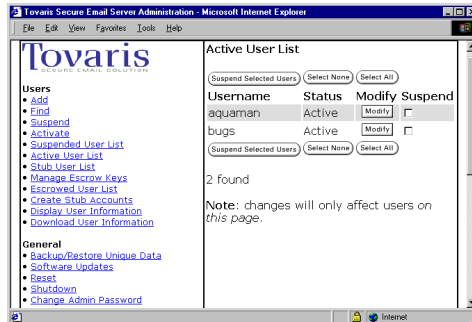 Tovaris Secure Email Server Administration - Microsoft Internet Explorer
File Edit View Favorites Tools Help
Tovaris
SECURE EMAIL SOLUTION
Users
• Add
• Find
• Suspend
• Activate
• Suspended User List
• Active User List
• Stub User List
• Manage Escrow Keys
• Escrowed User List
• Create Stub Accounts
• Display User Information
• Download User Information
General
• Backup/Restore Unique Data
• Software Updates
• Reset
• Shutdown
• Change Admin Password
Active User List
Suspend Selected Users Select None Select All
Username Status Modify Suspend
aquaman Active Modify
bugs Active Modify
Suspend Selected Users Select None Select All
2 found
Note: changes will only affect users on
this page.
Internet